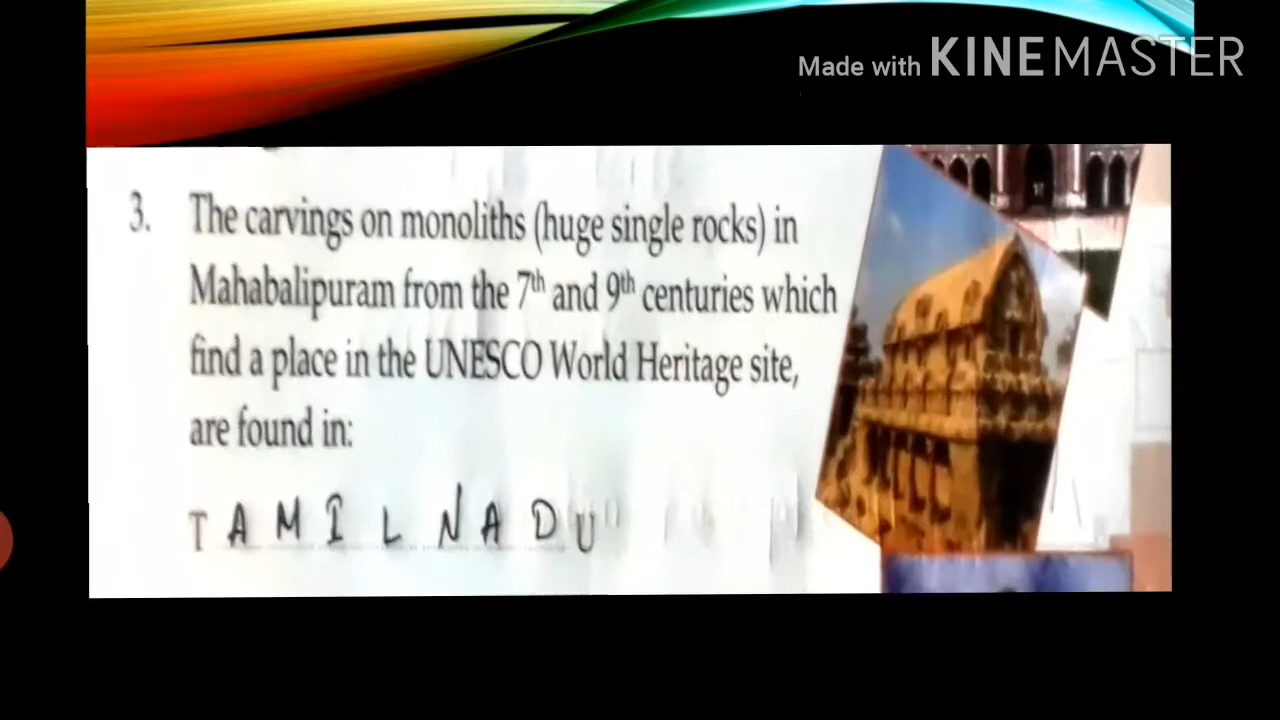 Made with KINEMASTER
3. The carvings on monoliths (huge single rocks) in
Mahabalipuram from the 7th and 9th centuries which
find a place in the UNESCO World Heritage site,
are found in:
TAMIL NADU